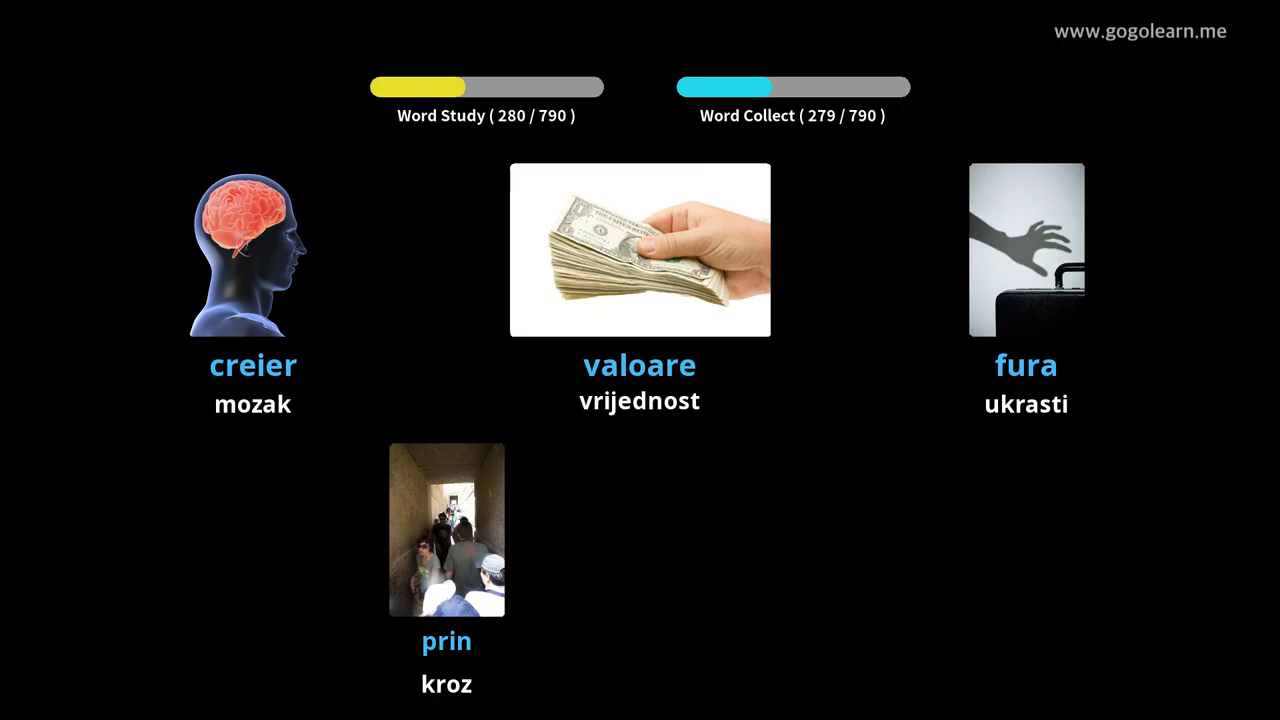 www.gogolearn.me
Word Study ( 280 / 790 )
Word Collect ( 279 / 790 )
creier
valoare
fura
mozak
vrijednost
ukrasti
prin
kroz